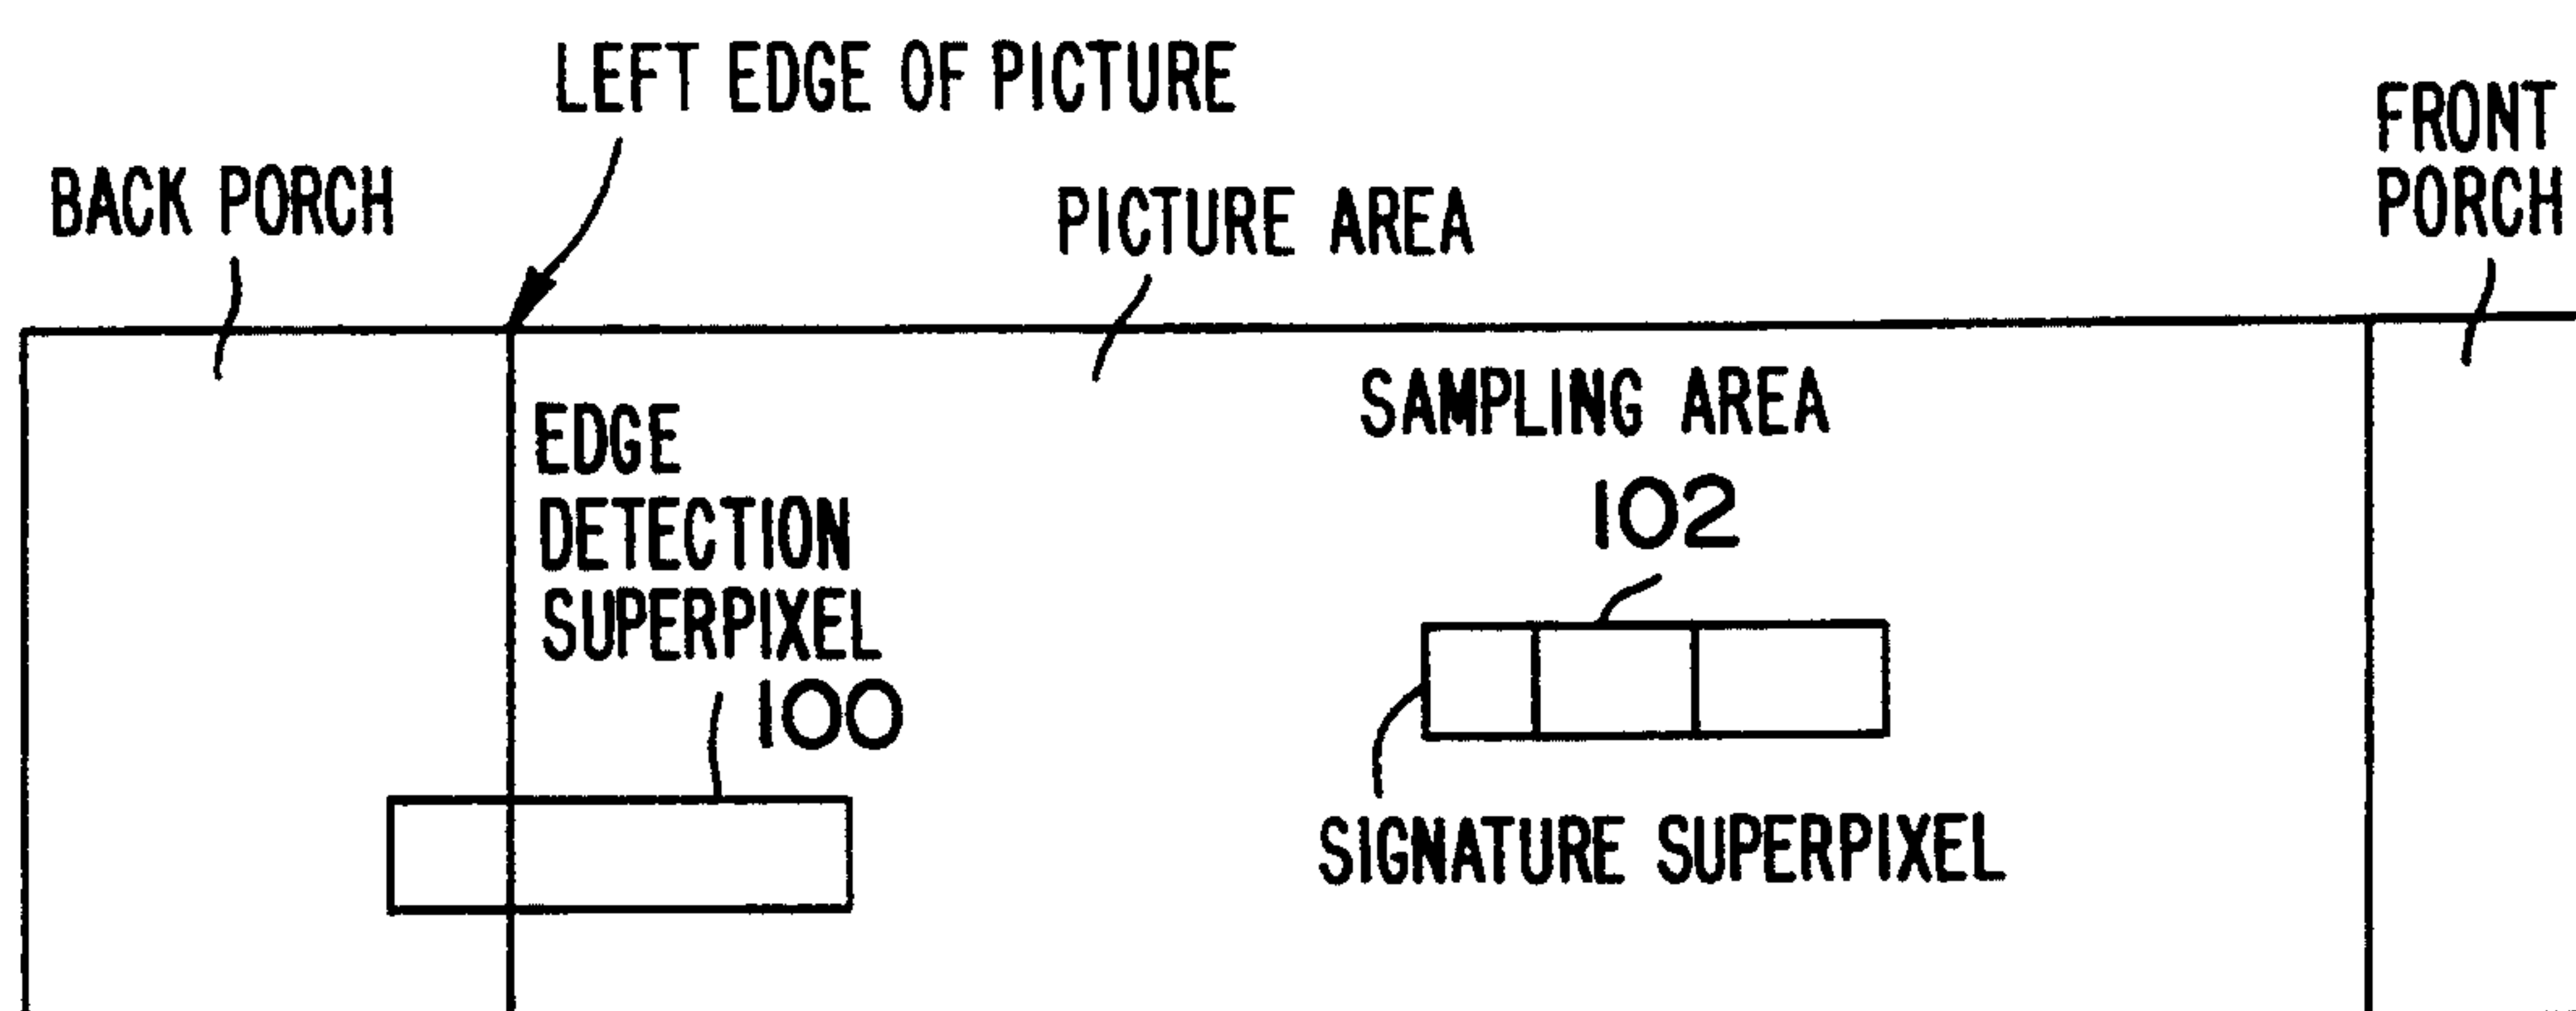 LEFT EDGE OF PICTURE
BACK PORCH
PICTURE AREA
FRONT
PORCH
EDGE
DETECTION
SUPERPIXEL
100
SAMPLING AREA
102
SIGNATURE SUPERPIXEL